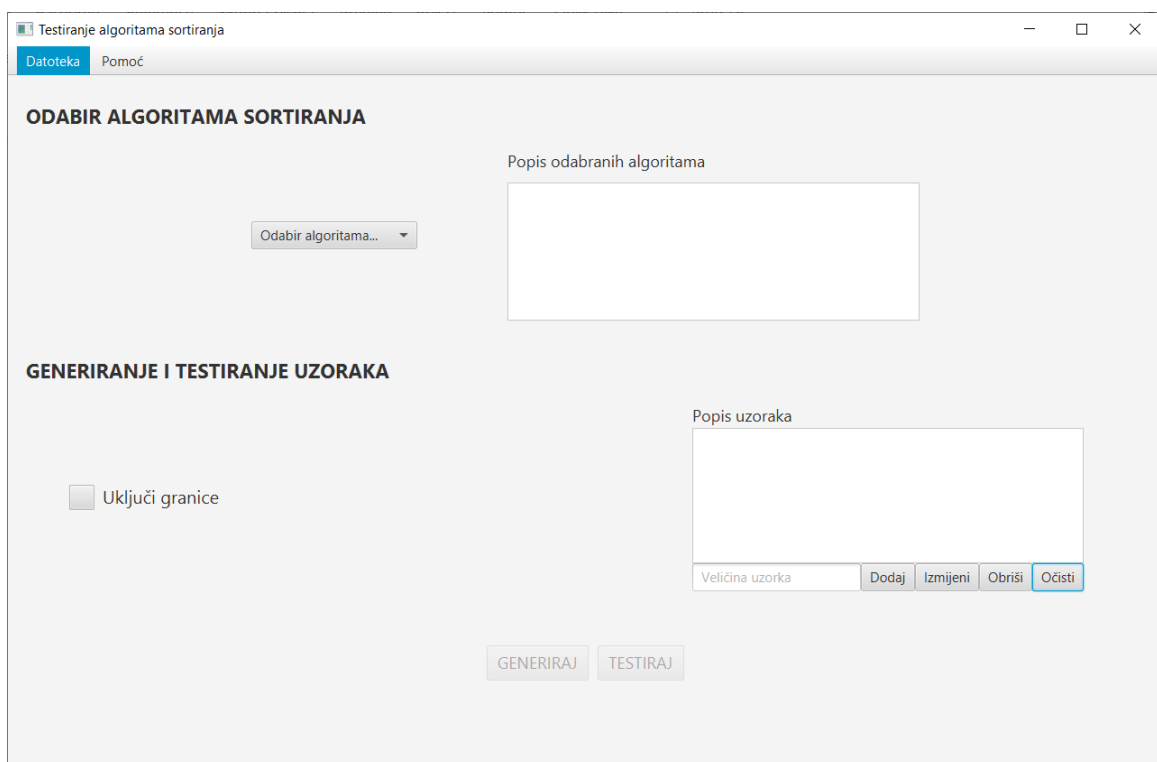 Testiranje algoritama sortiranja
Datoteka Pomoć
ODABIR ALGORITAMA SORTIRANJA
Popis odabranih algoritama
Odabir algoritama...
GENERIRANJE I TESTIRANJE UZORAKA
Popis uzoraka
Uključi granice
Veličina uzorka Dodaj Izmijeni Obriši Očisti
GENERIRAJ TESTIRAJ